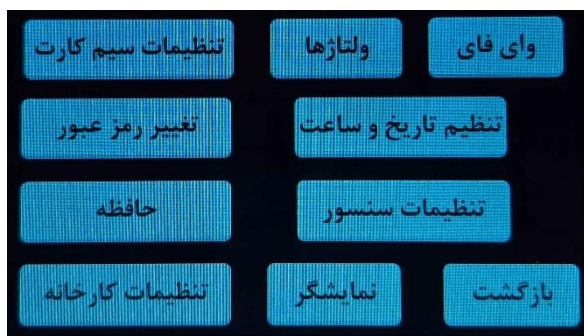 وای فای
ولتاژها
تنظیمات سیم کارت
تنظیم تاریخ و ساعت
تغییر رمز عبور
تنظیمات سنسور
حافظه
بازگشت
نمایشگر
تنظیمات کارخانه